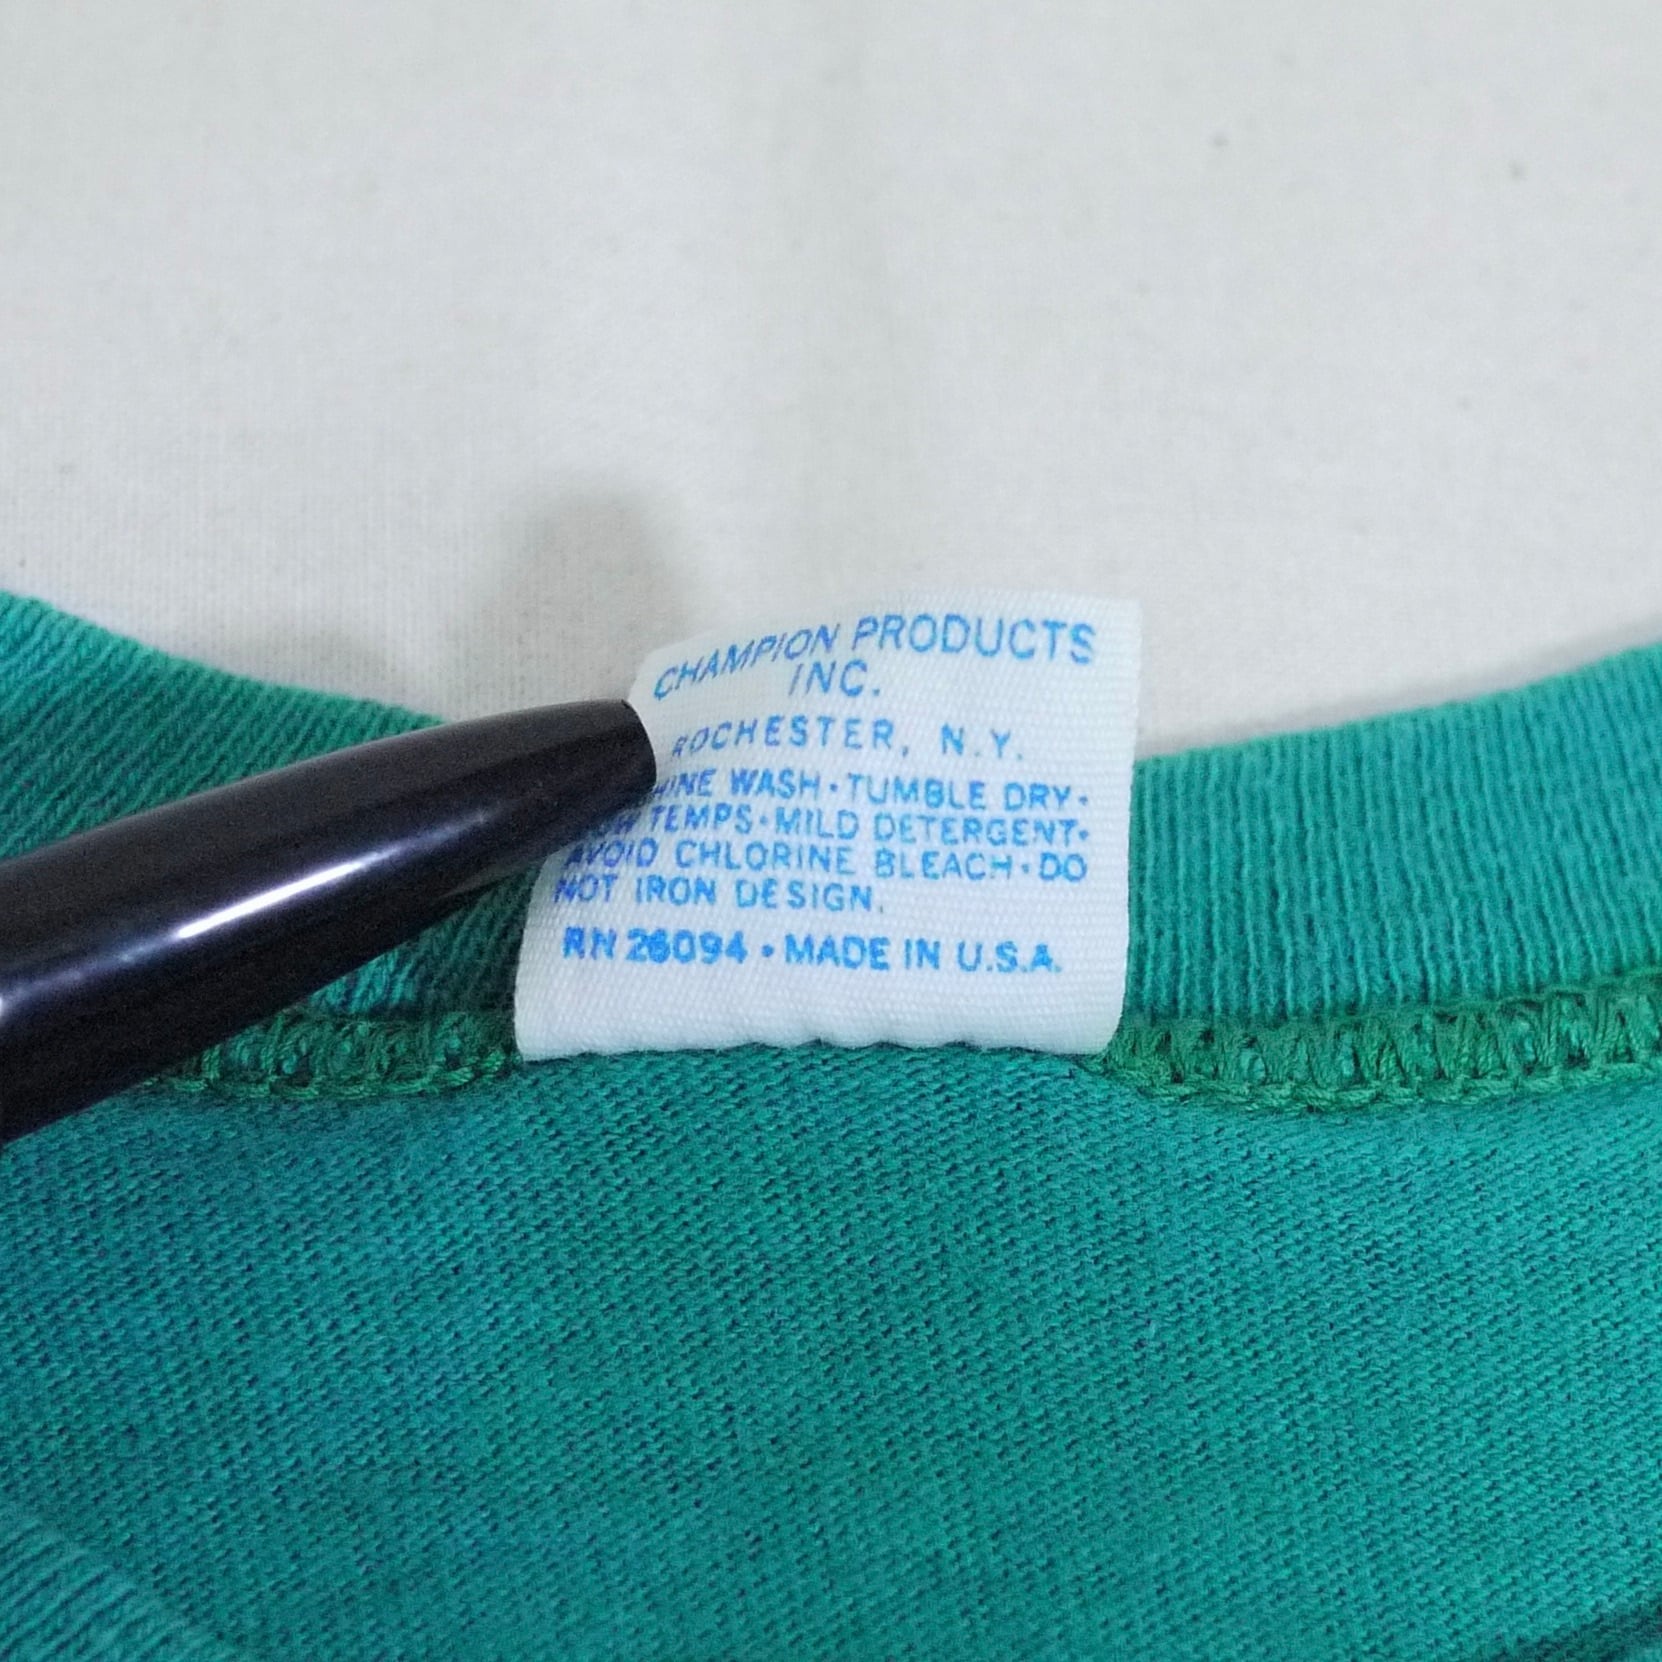 CHAMPION PRODUCTS
INC.
ROCHESTER, N.Y.
WASH·TUMBLE DRY·
TEMPS·MILD DETERGENT·
AVOID CHLORINE BLEACH·DO
NOT IRON DESIGN.
RN 26094 · MADE IN U.S.A.